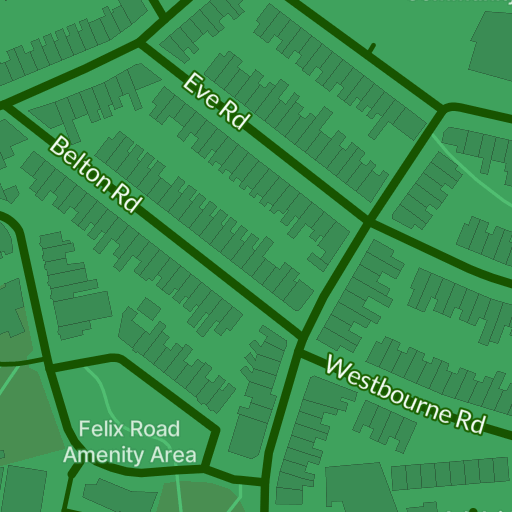 Eve Rd
Belton Rd
Westbourne Rd
Felix Road
Amenity Area